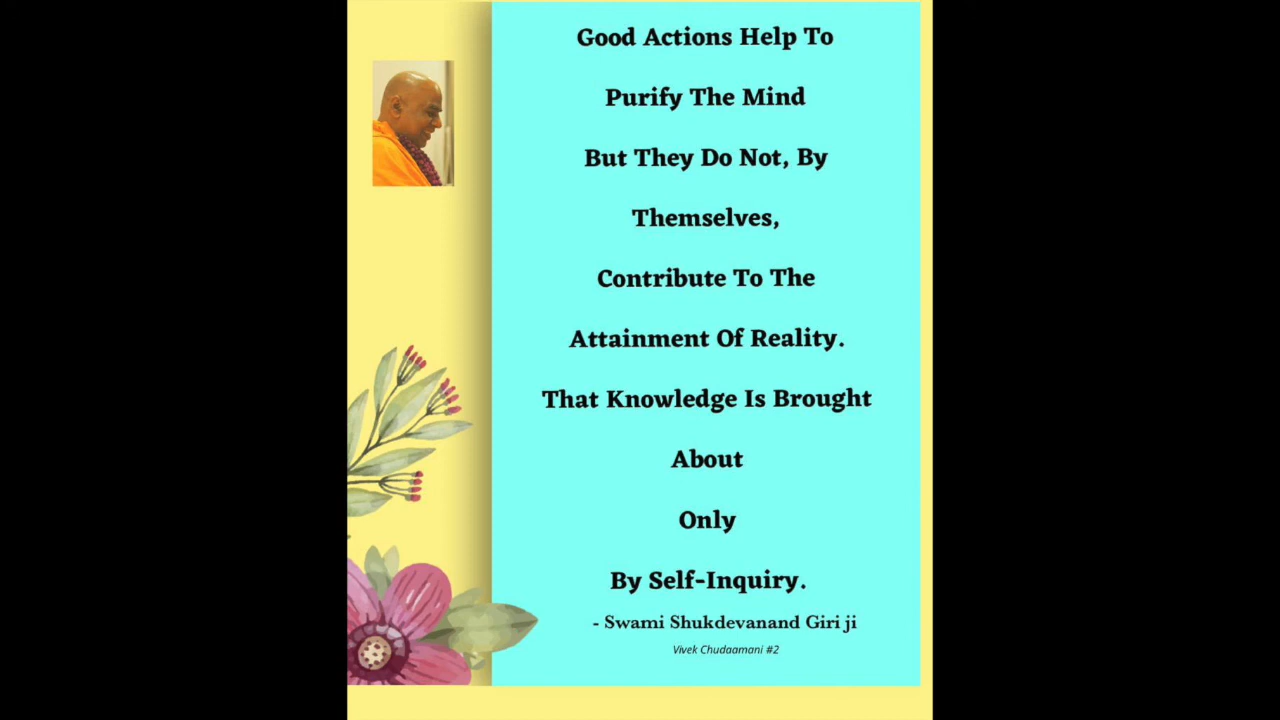 Good Actions Help To
Purify The Mind
But They Do Not, By
Themselves,
Contribute To The
Attainment Of Reality.
That Knowledge Is Brought
About
Only
By Self-Inquiry.
- Swami Shukdevanand Giri ji
Vivek Chudaamani #2